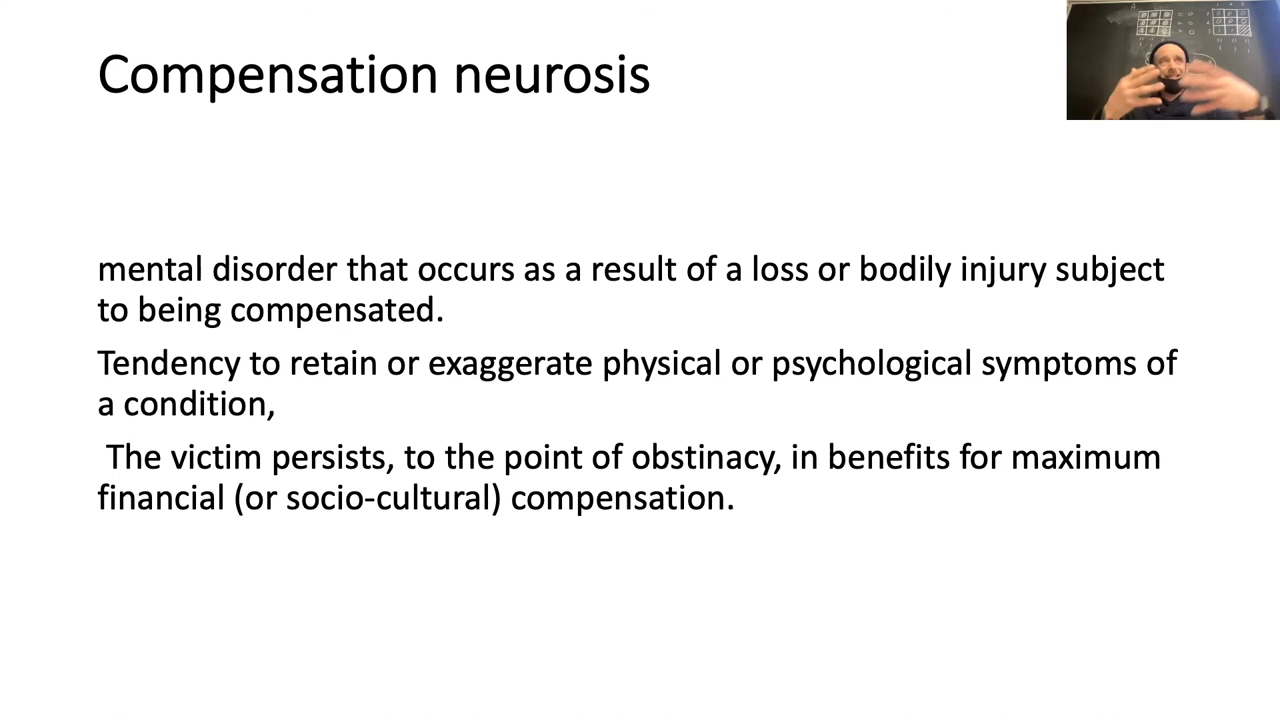 Compensation neurosis
mental disorder that occurs as a result of a loss or bodily injury subject
to being compensated.
Tendency to retain or exaggerate physical or psychological symptoms of
a condition,
The victim persists, to the point of obstinacy, in benefits for maximum
financial (or socio-cultural) compensation.